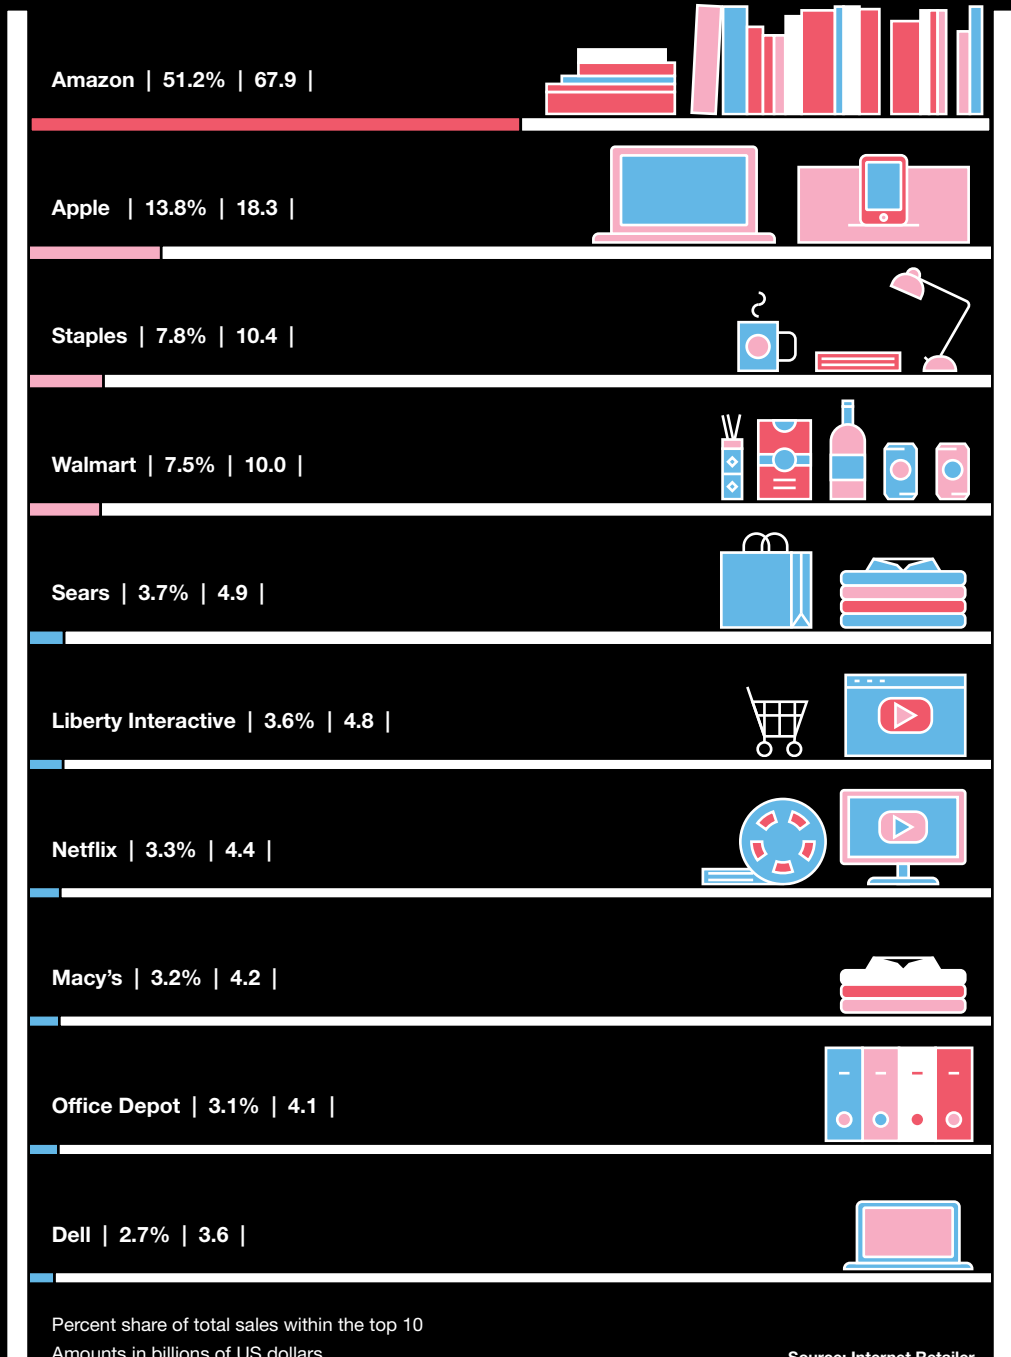 Amazon | 51.2% | 67.9 |
Apple | 13.8% | 18.3 |
Staples | 7.8% | 10.4 |
Walmart | 7.5% | 10.0 |
Sears | 3.7% | 4.9 |
Liberty Interactive | 3.6% | 4.8 |
Netflix | 3.3% | 4.4 |
Macy’s | 3.2% | 4.2 |
Office Depot | 3.1% | 4.1 |
Dell | 2.7% | 3.6 |
Percent share of total sales within the top 10
Amounts in billions of US dollars
Source: Internet Retailer